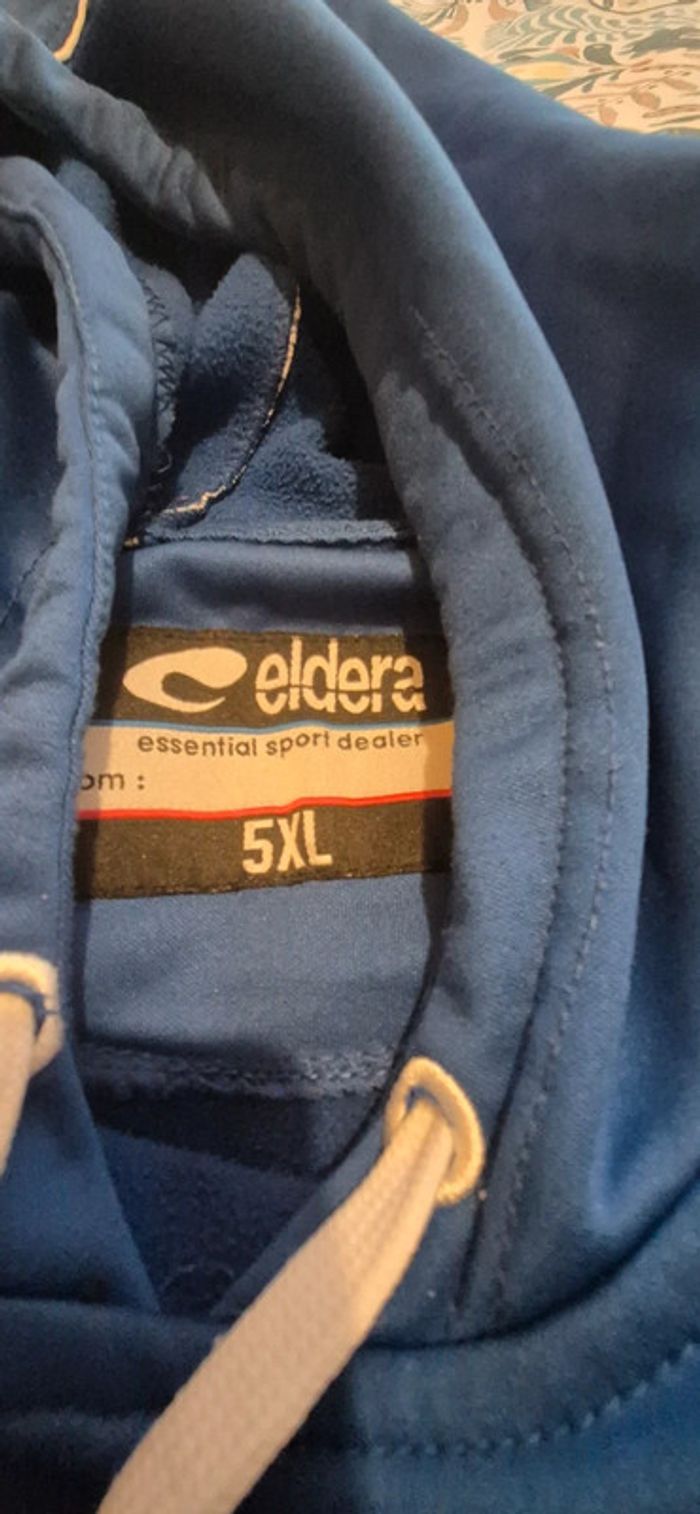 eldera
essential sport dealer
om :
5XL